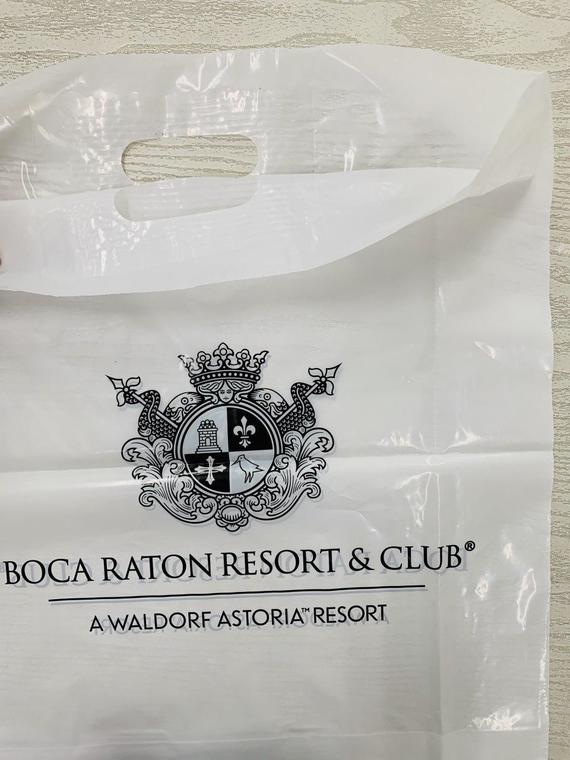 BOCA RATON RESORT & CLUB®
A WALDORF ASTORIA™ RESORT